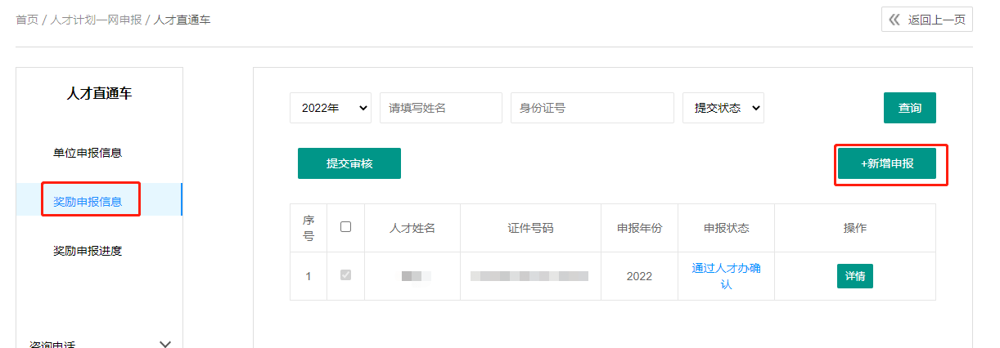 首页 / 人才计划一网申报 / 人才直通车
返回上一页
人才直通车
单位申报信息
奖励申报信息
奖励申报进度
咨询电话
2022年 请填写姓名 身份证号 提交状态 查询
提交审核 +新增申报
序号 人才姓名 证件号码 申报年份 申报状态 操作
1 2022 通过人才办确
认 详情